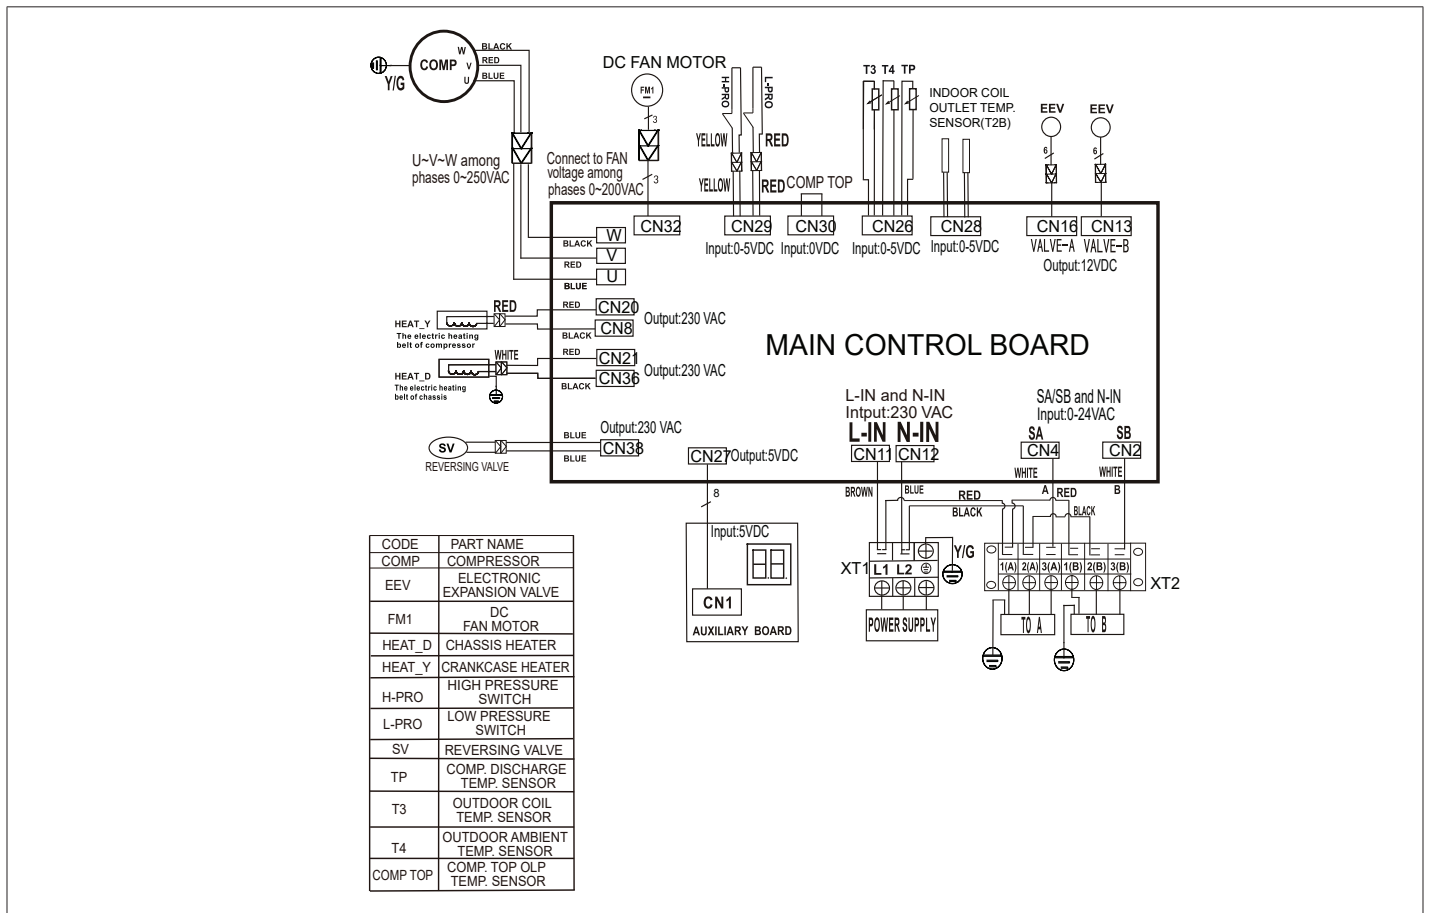 COMP
W
V
U
BLACK
RED
BLUE
Y/G
U~V~W among
phases 0~250VAC
DC FAN MOTOR
FM1
3
3
Connect to FAN
voltage among
phases 0~200VAC
H-PRO
L-PRO
YELLOW
RED
YELLOW
RED
COMP TOP
T3 T4 TP
INDOOR COIL
OUTLET TEMP.
SENSOR(T2B)
EEV
EEV
6
6
CN32
CN29
CN30
CN26
CN28
CN16
CN13
Input:0-5VDC
Input:0VDC
Input:0-5VDC
Input:0-5VDC
VALVE-A
VALVE-B
Output:12VDC
BLACK
W
RED
V
BLUE
U
HEAT_Y
The electric heating
belt of compressor
RED
RED
CN20
BLACK
CN8
Output:230 VAC
HEAT_D
The electric heating
belt of chassis
WHITE
RED
CN21
BLACK
CN36
Output:230 VAC
MAIN CONTROL BOARD
SV
REVERSING VALVE
BLUE
BLUE
Output:230 VAC
CN38
CN27
Output:5VDC
L-IN and N-IN
Intput:230 VAC
L-IN N-IN
CN11
CN12
SA/SB and N-IN
Input:0-24VAC
SA
CN4
SB
CN2
WHITE
WHITE
8
BROWN
BLUE
RED
BLACK
A
RED
BLACK
B
Input:5VDC
CN1
AUXILIARY BOARD
XT1
L1
L2
Y/G
POWER SUPPLY
1(A) 2(A) 3(A) 1(B) 2(B) 3(B)
XT2
TO A
TO B
CODE PART NAME
COMP COMPRESSOR
EEV ELECTRONIC
EXPANSION VALVE
FM1 DC
FAN MOTOR
HEAT_D CHASSIS HEATER
HEAT_Y CRANKCASE HEATER
H-PRO HIGH PRESSURE
SWITCH
L-PRO LOW PRESSURE
SWITCH
SV REVERSING VALVE
TP COMP. DISCHARGE
TEMP. SENSOR
T3 OUTDOOR COIL
TEMP. SENSOR
T4 OUTDOOR AMBIENT
TEMP. SENSOR
COMP TOP COMP. TOP OLP
TEMP. SENSOR